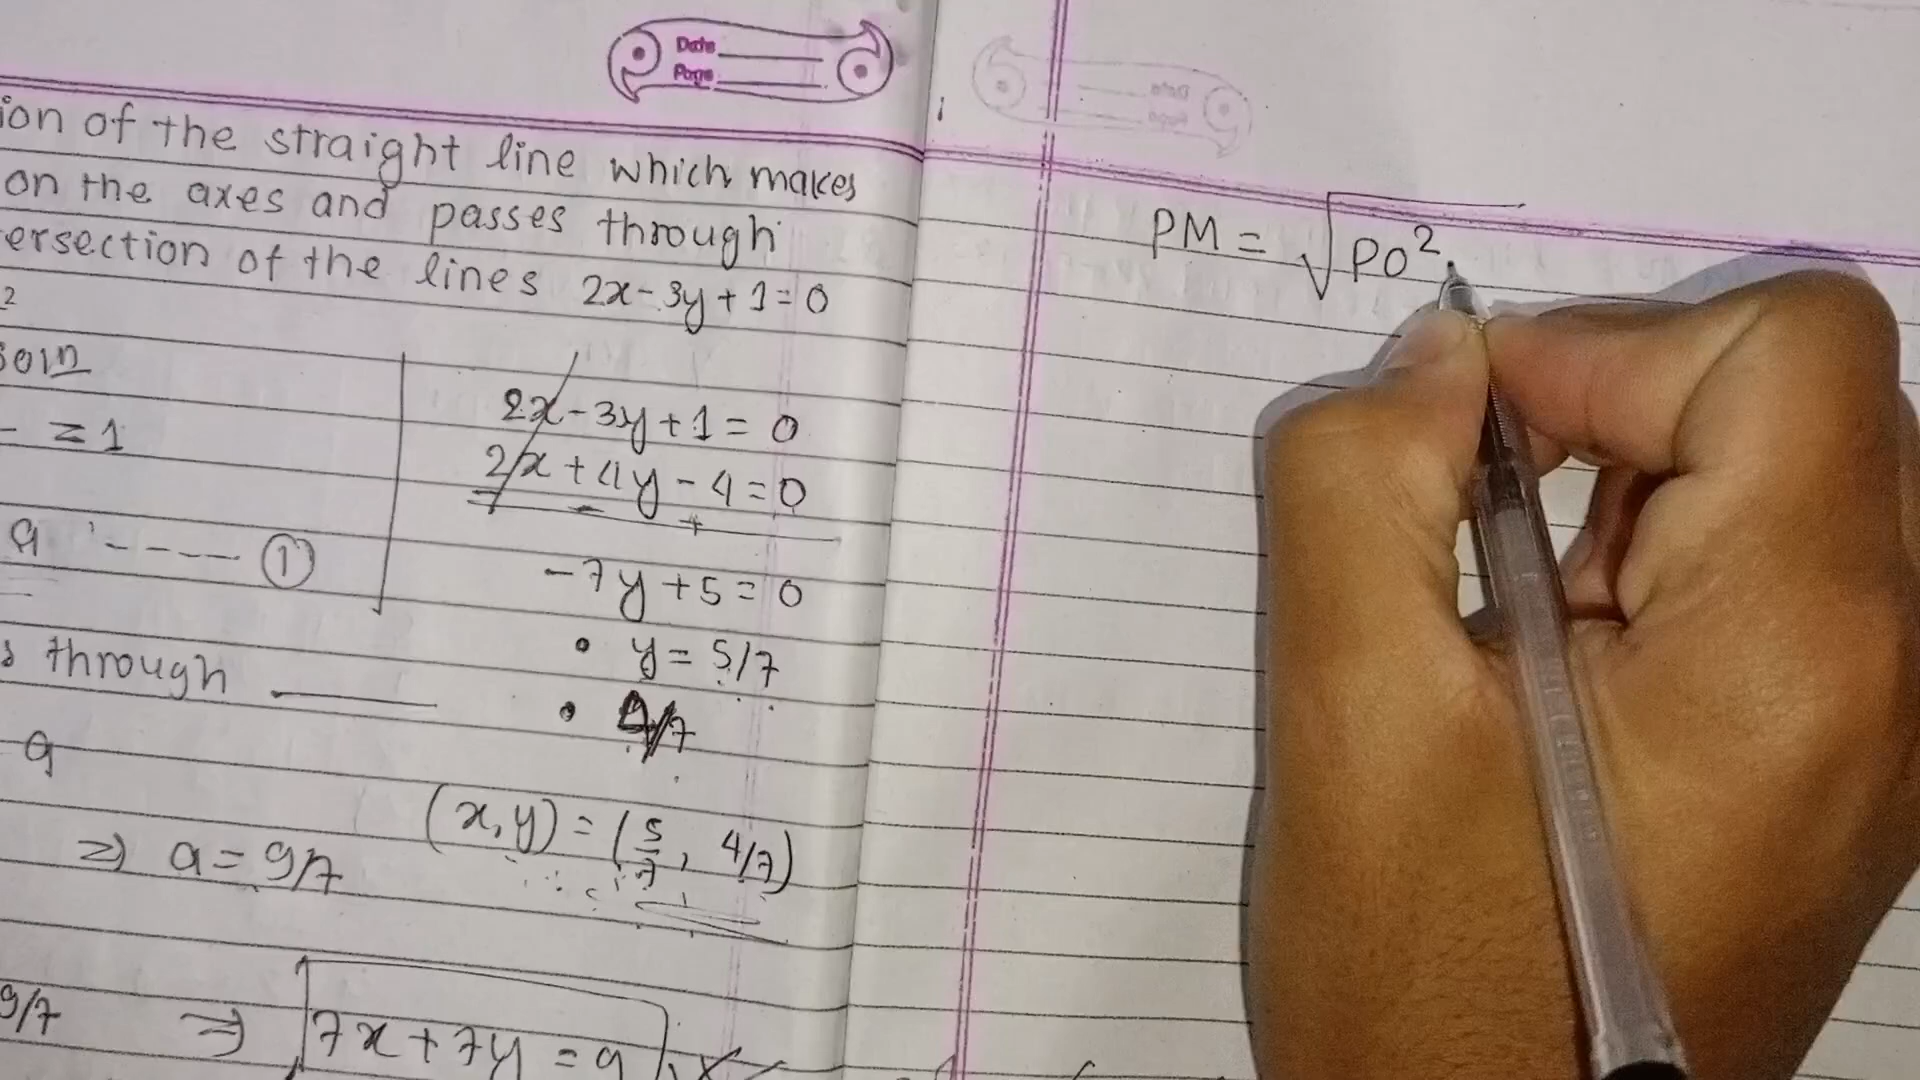 Date
Page
ion of the straight line which makes
on the axes and passes through
ersection of the lines 2x-3y+1=0
2
soln
- = 1
2x-3y+1=0
2x+4y-4=0
= - +
a ---- ①
-7y+5=0
• y=5/7
s through
• 4/7
a
(x,y)=(5/7, 4/7)
=> a=9/7
9/7 => 7x+7y=9
PM = √PO².